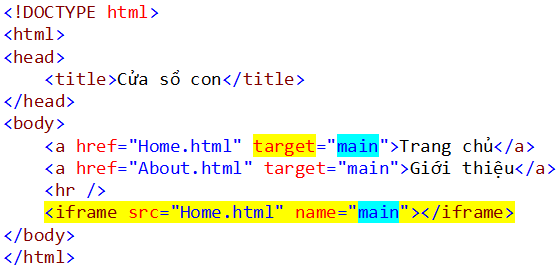 <!DOCTYPE html>
<html>
<head>
    <title>Cửa sổ con</title>
</head>
<body>
    <a href="Home.html" target="main">Trang chủ</a>
    <a href="About.html" target="main">Giới thiệu</a>
    <hr />
    <iframe src="Home.html" name="main"></iframe>
</body>
</html>